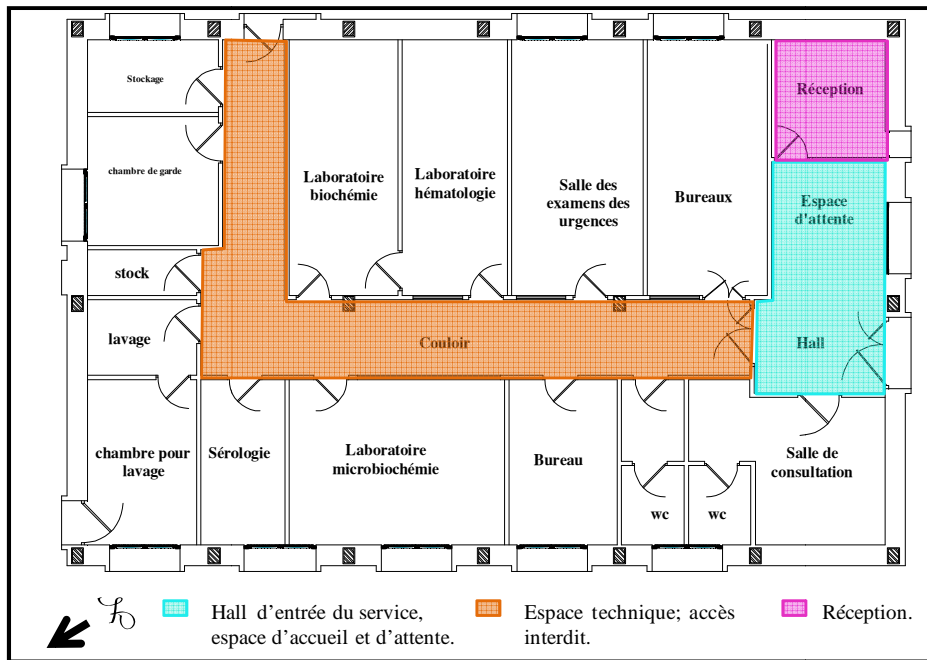 Stockage
Réception
chambre de garde
Laboratoire
biochémie
Laboratoire
hématologie
Salle des
examens des
urgences
Bureaux
Espace
d'attente
stock
lavage
Couloir
Hall
chambre pour
lavage
Sérologie
Laboratoire
microbiochémie
Bureau
Salle de
consultation
wc
wc
Hall d'entrée du service,
espace d'accueil et d'attente.
Espace technique; accès
interdit.
Réception.